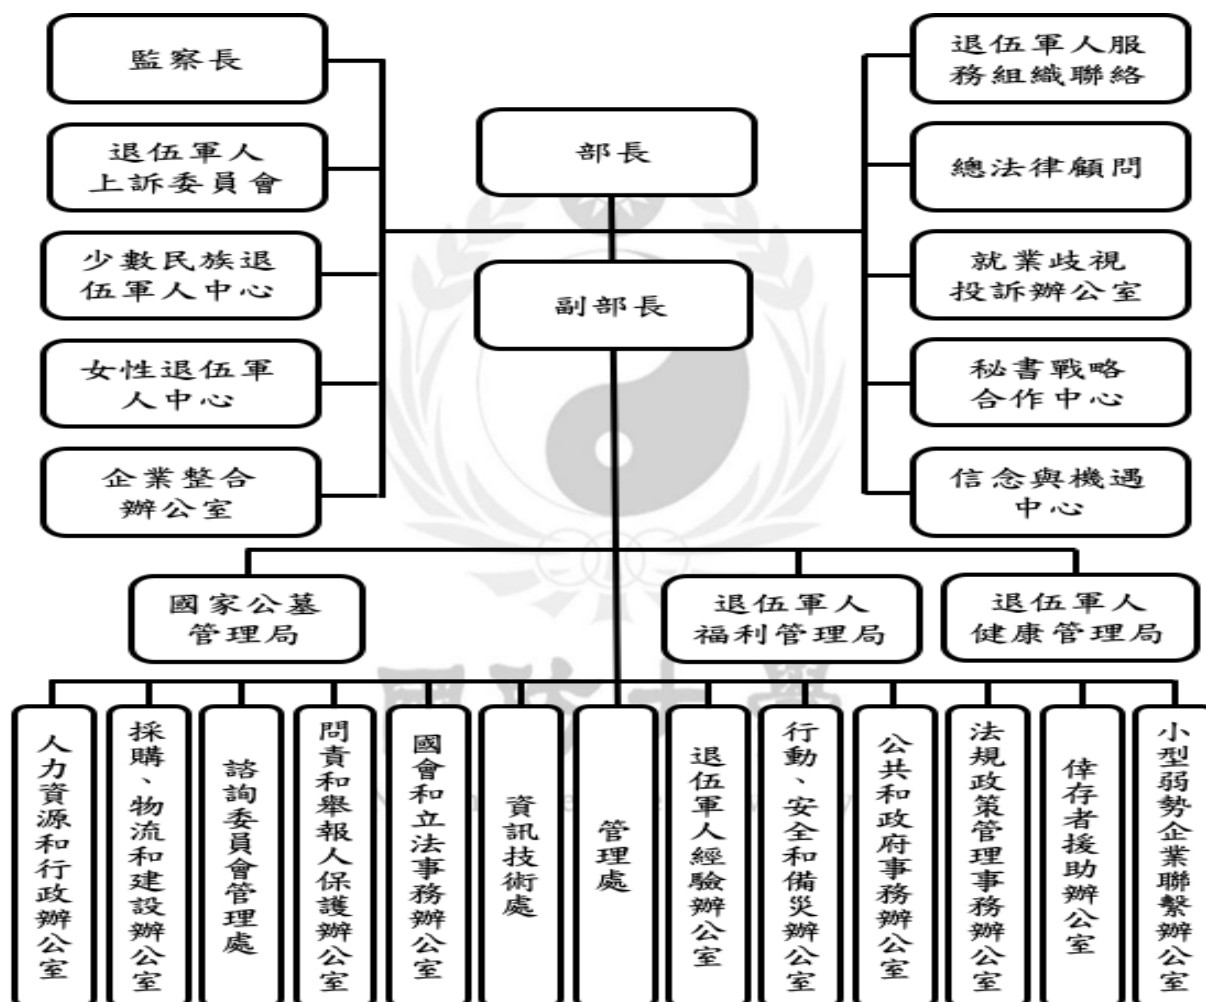 監察長
退伍軍人
上訴委員會
少數民族退
伍軍人中心
女性退伍軍
人中心
企業整合
辦公室
部長
副部長
退伍軍人服
務組織聯絡
總法律顧問
就業歧視
投訴辦公室
秘書戰略
合作中心
信念與機遇
中心
國家公墓
管理局
退伍軍人
福利管理局
退伍軍人
健康管理局
國防大學
人力資源和行政辦公室
採購、物流和建設辦公室
諮詢委員會管理處
問責和舉報人保護辦公室
國會和立法事務辦公室
資訊技術處
管理處
退伍軍人經驗辦公室
行動、安全和備災辦公室
公共和政府事務辦公室
法規政策管理事務辦公室
倖存者援助辦公室
小型弱勢企業聯繫辦公室